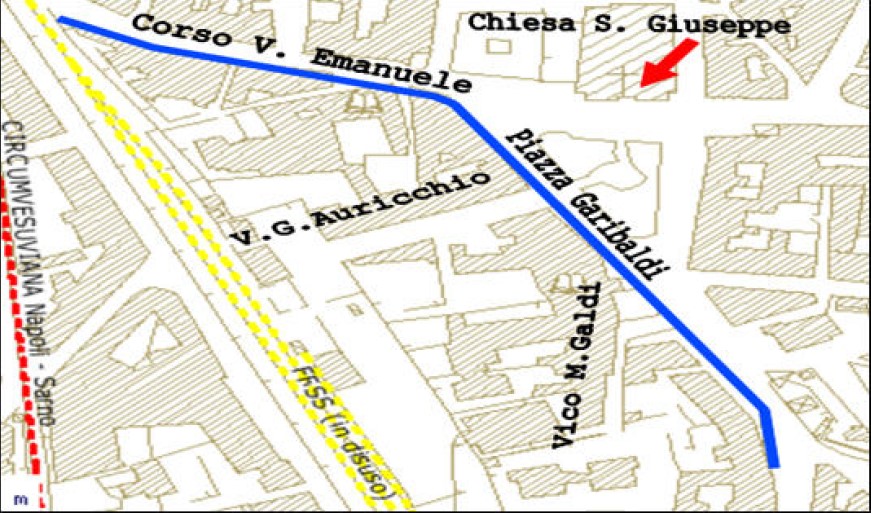 Chiesa S. Giuseppe
Corso V. Emanuele
Piazza Garibaldi
V.G.Auricchio
CIRCUMVESUVIANA Napoli - Sarno
Vico M.Galdi
FFSS (in disuso)
m